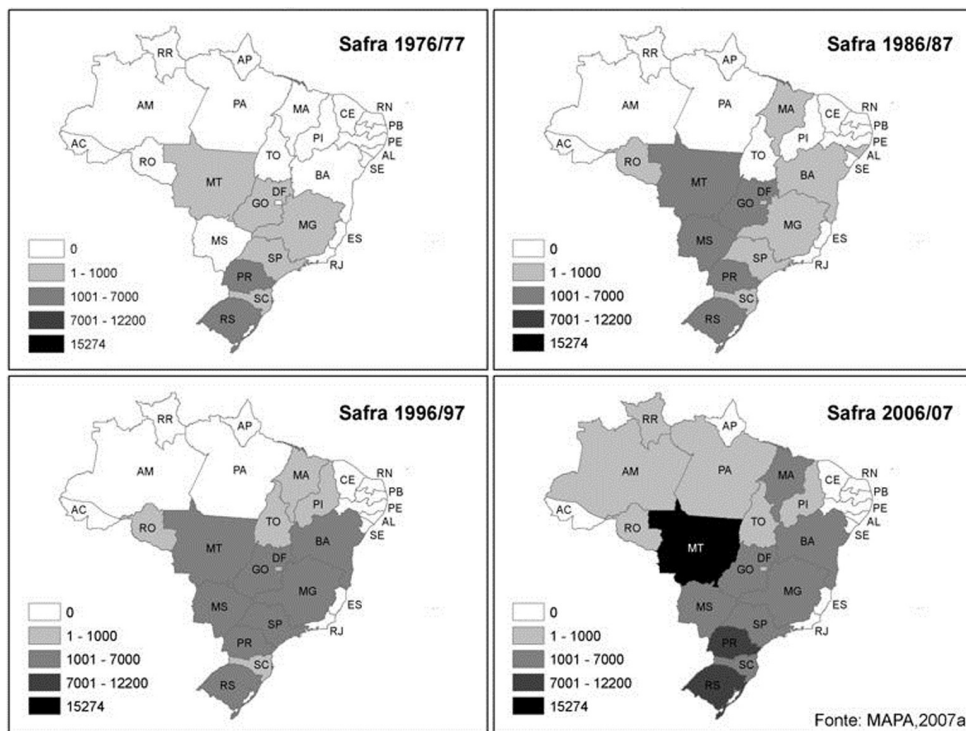 Safra 1976/77
RR
AP
AM
PA
MA
CE
RN
PB
PE
AL
SE
PI
AC
RO
TO
BA
MT
DF
GO
MG
MS
ES
SP
RJ
PR
SC
RS
0
1 - 1000
1001 - 7000
7001 - 12200
15274
Safra 1986/87
RR
AP
AM
PA
MA
CE
RN
PB
PE
AL
SE
PI
AC
RO
TO
BA
MT
DF
GO
MG
MS
ES
SP
RJ
PR
SC
RS
0
1 - 1000
1001 - 7000
7001 - 12200
15274
Safra 1996/97
RR
AP
AM
PA
MA
CE
RN
PB
PE
AL
SE
PI
AC
RO
TO
BA
MT
DF
GO
MG
MS
ES
SP
RJ
PR
SC
RS
0
1 - 1000
1001 - 7000
7001 - 12200
15274
Safra 2006/07
RR
AP
AM
PA
MA
CE
RN
PB
PE
AL
SE
PI
AC
RO
TO
BA
MT
DF
GO
MG
MS
ES
SP
RJ
PR
SC
RS
0
1 - 1000
1001 - 7000
7001 - 12200
15274
Fonte: MAPA,2007a